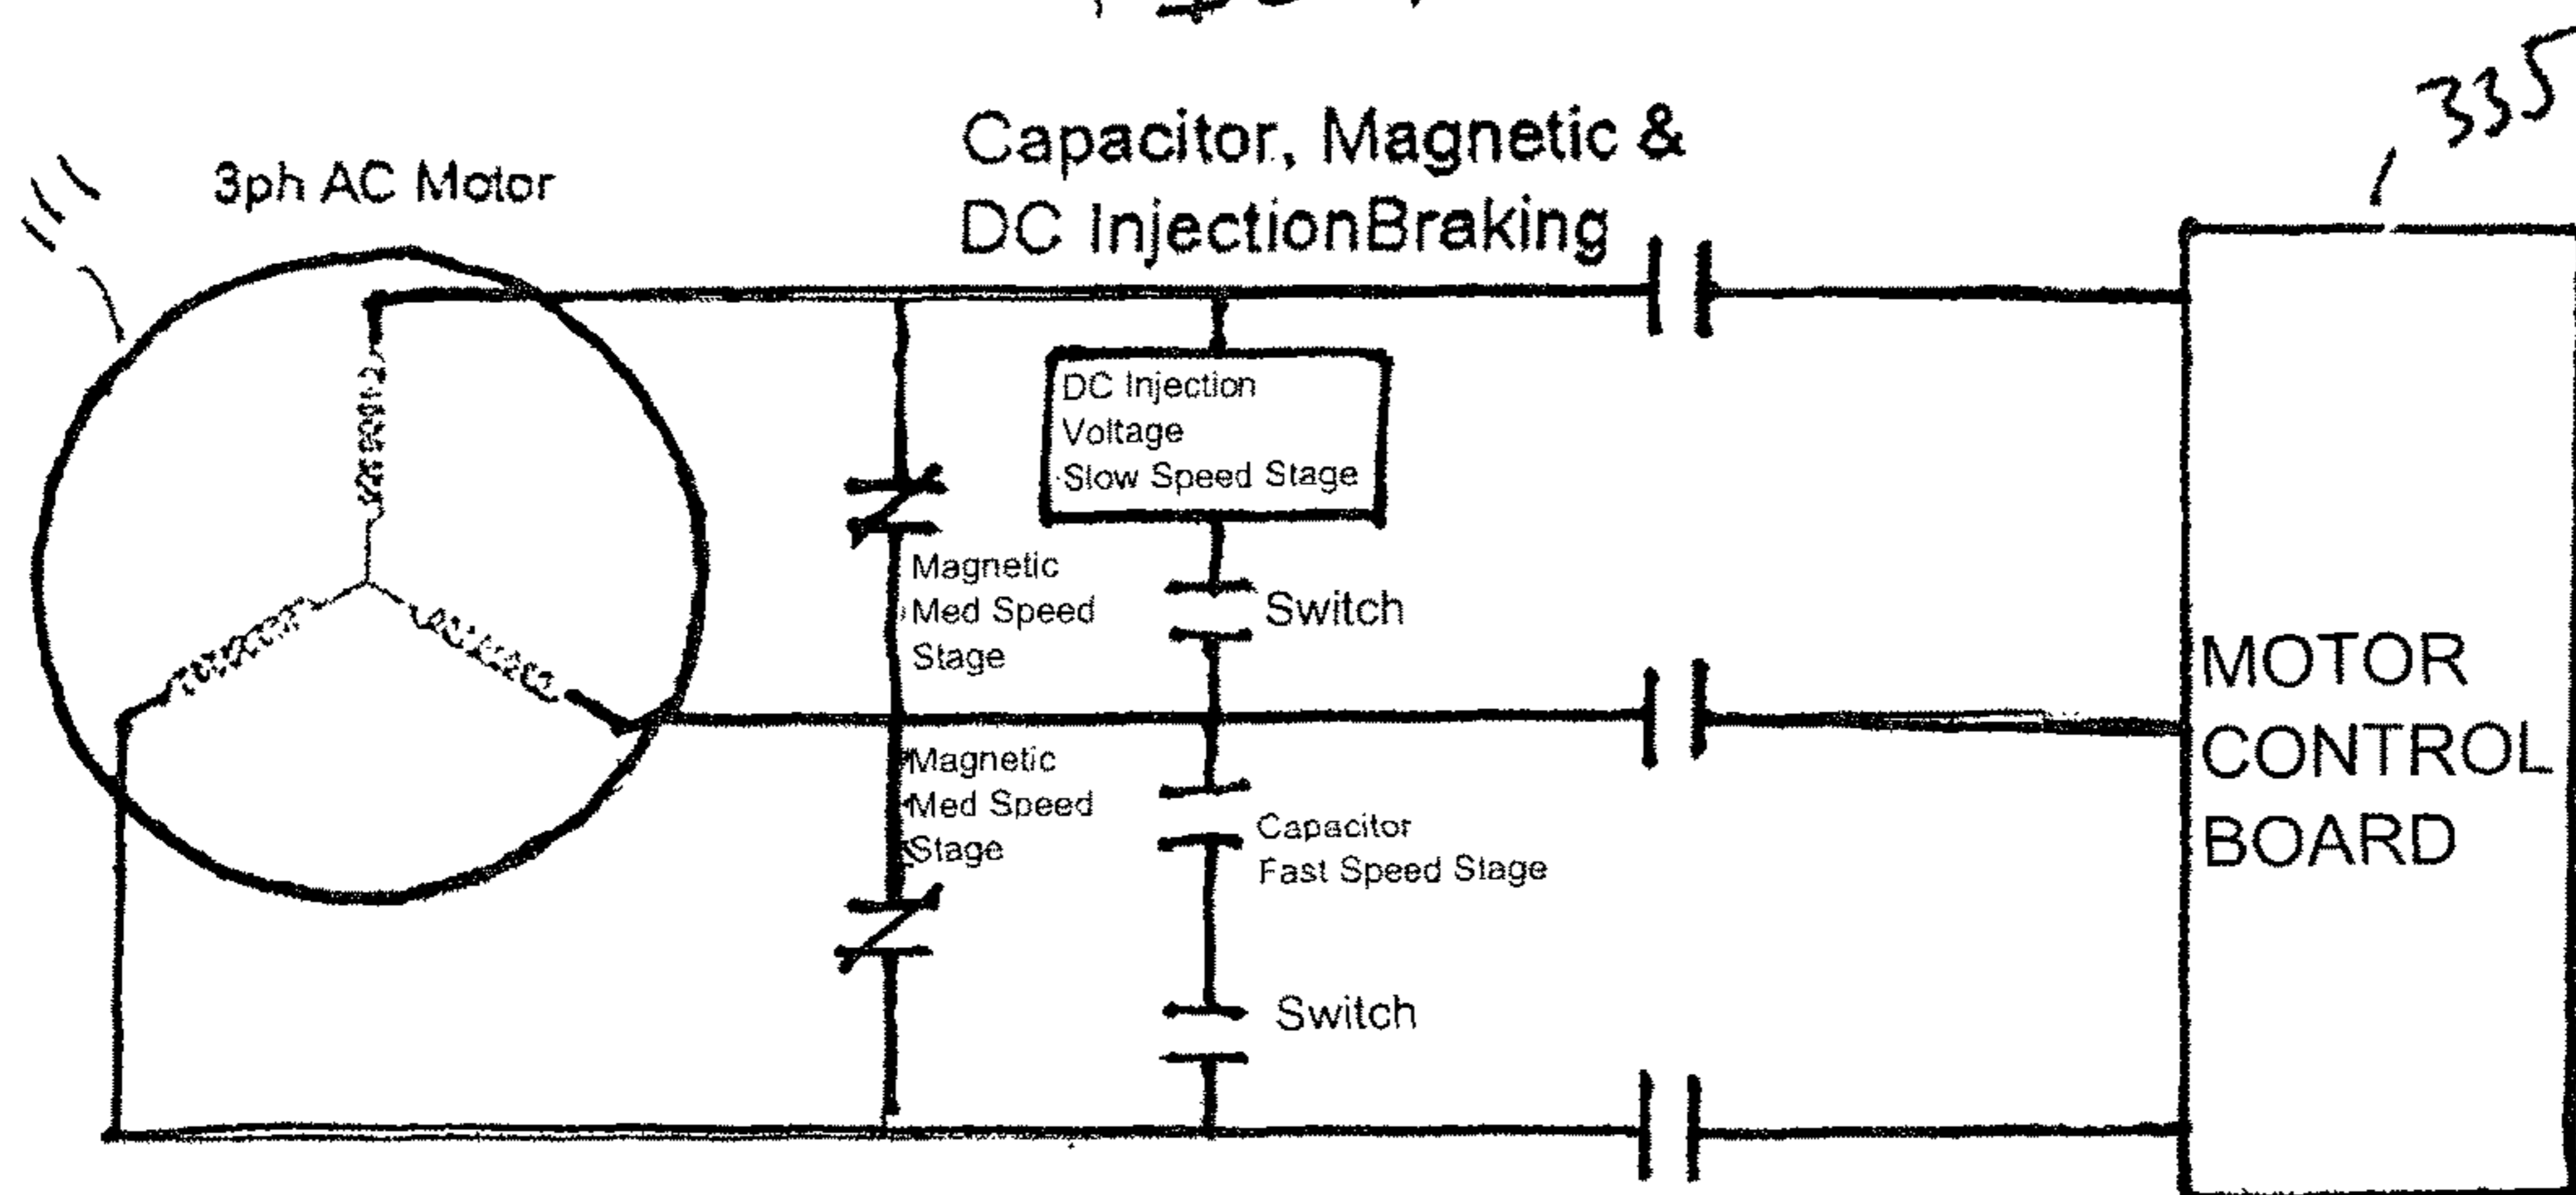 335
111
3ph AC Motor
Capacitor, Magnetic &
DC InjectionBraking
DC Injection
Voltage
Slow Speed Stage
Magnetic
Med Speed
Stage
Switch
MOTOR
CONTROL
BOARD
Magnetic
Med Speed
Stage
Capacitor
Fast Speed Stage
Switch